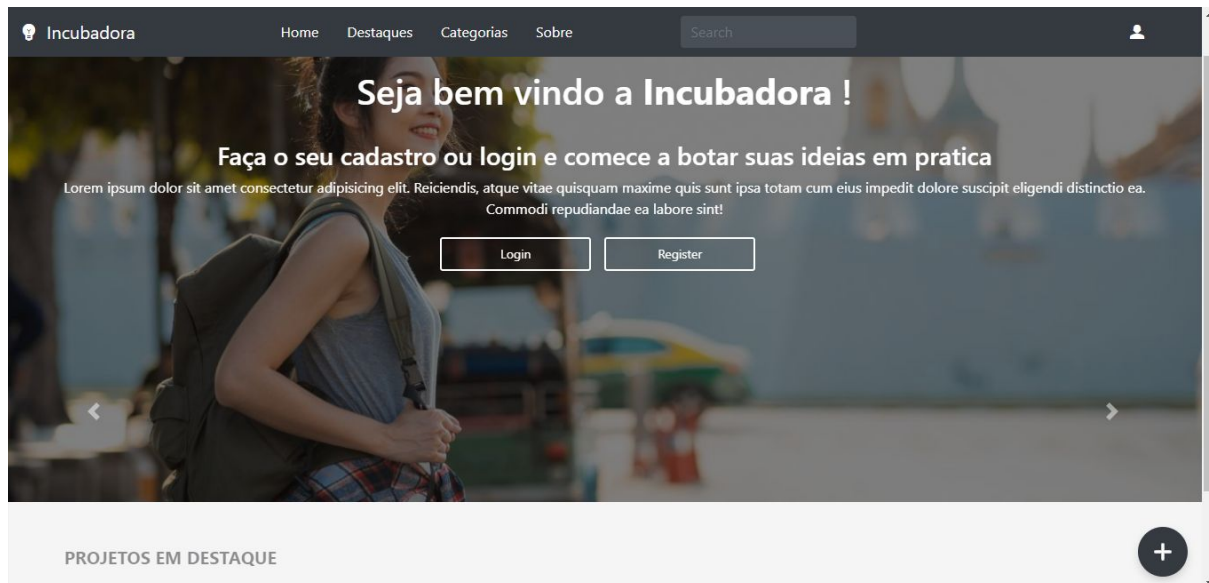 Incubadora
Home
Destaques
Categorias
Sobre
Search
Seja bem vindo a Incubadora !
Faça o seu cadastro ou login e comece a botar suas ideias em pratica
Lorem ipsum dolor sit amet consectetur adipisicing elit. Reiciendis, atque vitae quisquam maxime quis sunt ipsa totam cum eius impedit dolore suscipit eligendi distinctio ea.
Commodi repudiandae ea labore sint!
Login
Register
PROJETOS EM DESTAQUE